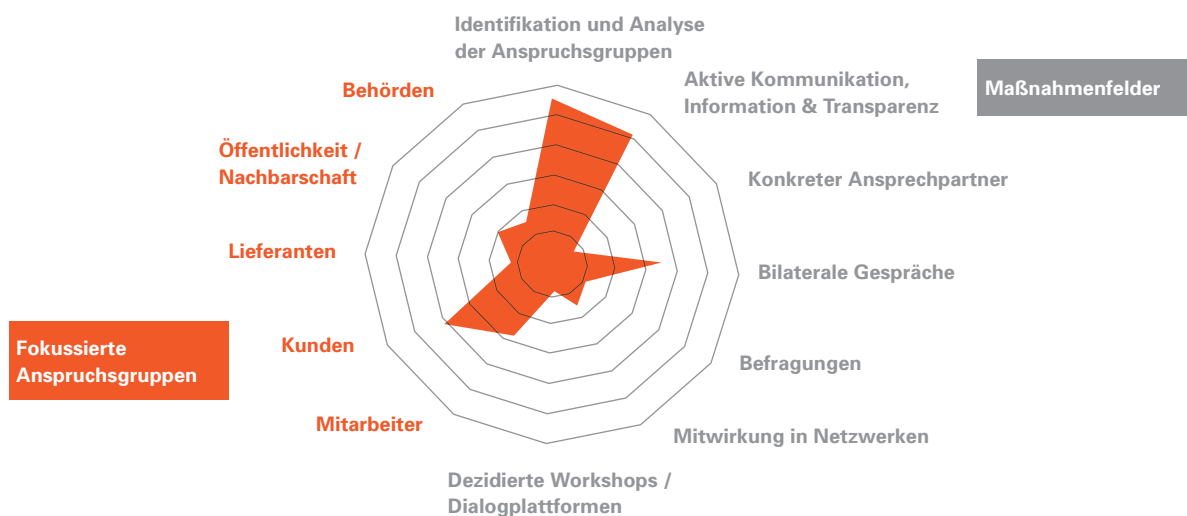 Identifikation und Analyse
der Anspruchsgruppen
Aktive Kommunikation,
Information & Transparenz
Maßnahmenfelder
Behörden
Öffentlichkeit /
Nachbarschaft
Konkreter Ansprechpartner
Lieferanten
Bilaterale Gespräche
Fokussierte
Anspruchsgruppen
Kunden
Befragungen
Mitarbeiter
Mitwirkung in Netzwerken
Dezidierte Workshops /
Dialogplattformen